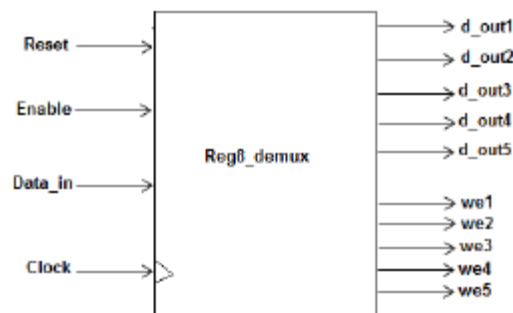 Reset
Enable
Data_in
Clock
Reg8_demux
d_out1
d_out2
d_out3
d_out4
d_out5
we1
we2
we3
we4
we5